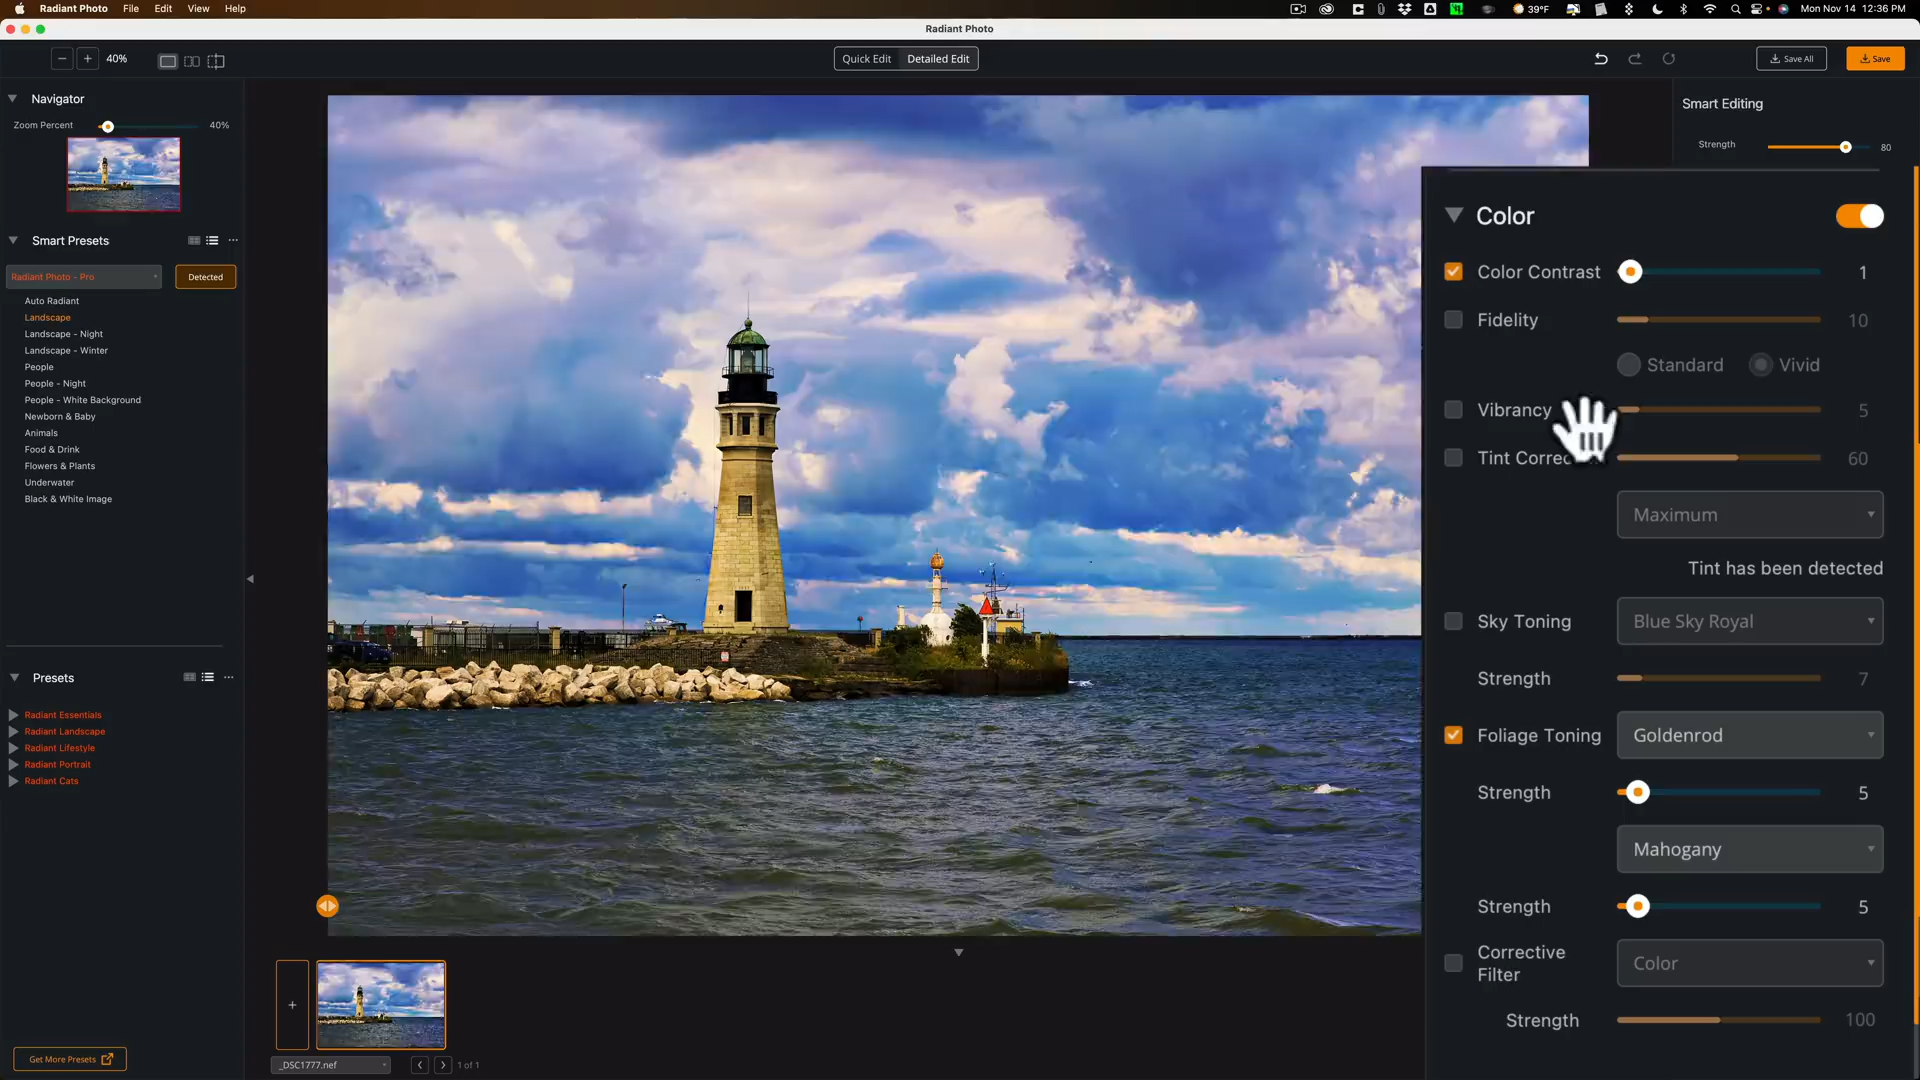 Radiant Photo File Edit View Help
39°F Mon Nov 14 12:36 PM
Radiant Photo
40%
Quick Edit Detailed Edit
Save All Save
Navigator
Zoom Percent 40%
Smart Presets
Radiant Photo - Pro Detected
Auto Radiant
Landscape
Landscape - Night
Landscape - Winter
People
People - Night
People - White Background
Newborn & Baby
Animals
Food & Drink
Flowers & Plants
Underwater
Black & White Image
Presets
Radiant Essentials
Radiant Landscape
Radiant Lifestyle
Radiant Portrait
Radiant Cats
Get More Presets
_DSC1777.nef
1 of 1
Smart Editing
Strength 80
Color
Color Contrast 1
Fidelity 10
Standard Vivid
Vibrancy 5
Tint Corre 60
Maximum
Tint has been detected
Sky Toning Blue Sky Royal
Strength 7
Foliage Toning Goldenrod
Strength 5
Mahogany
Strength 5
Corrective
Filter
Color
Strength 100